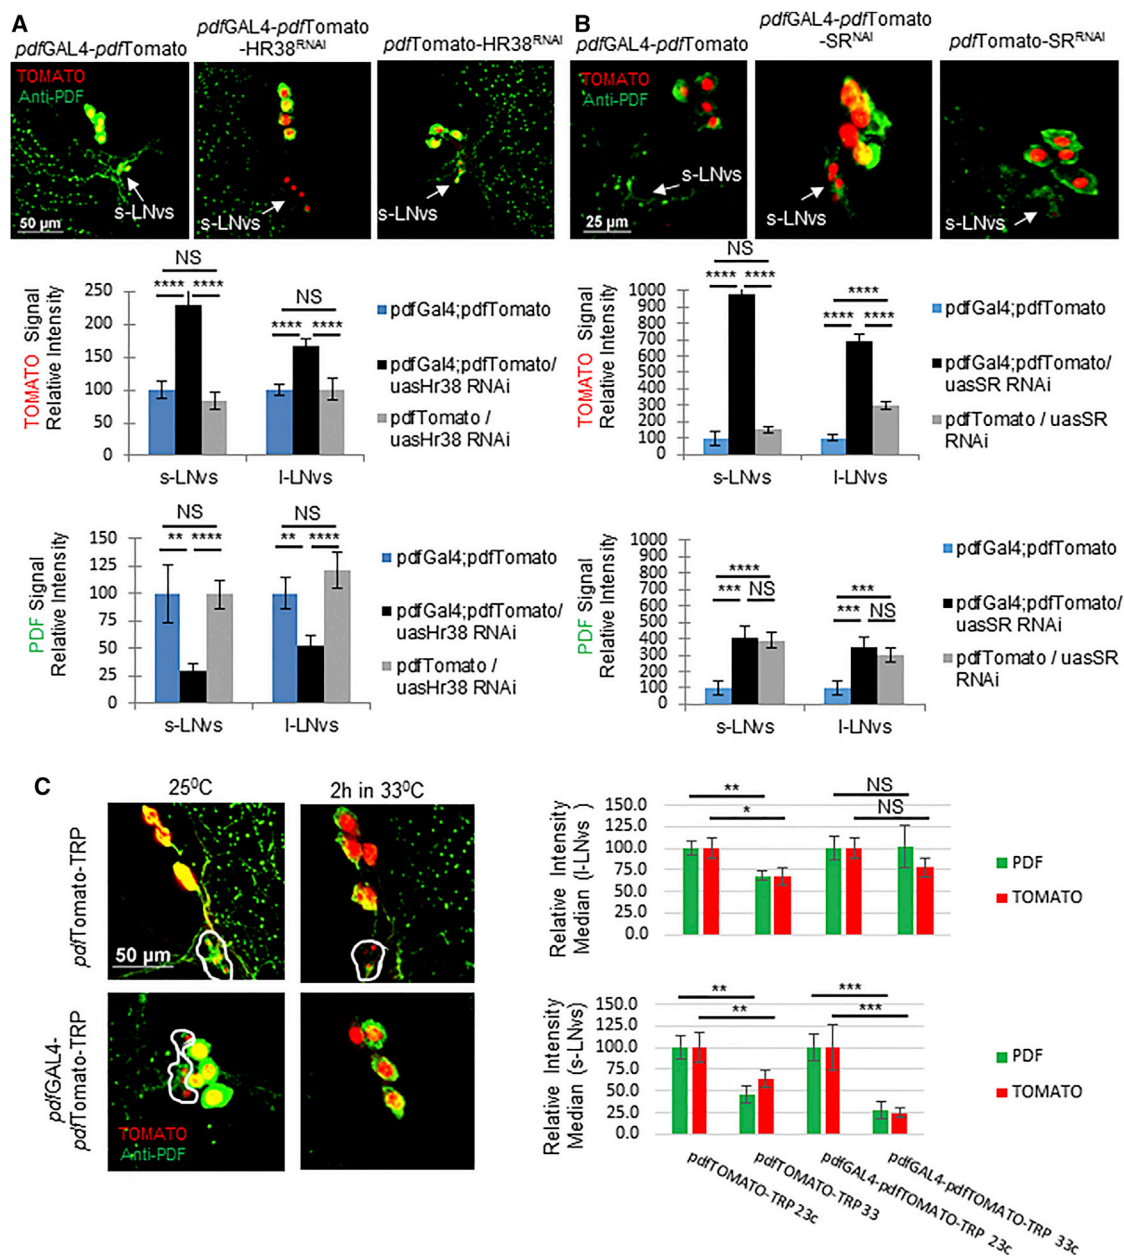 A
pdfGAL4-pdfTomato
pdfGAL4-pdfTomato
-HR38RNAI
pdfTomato-HR38RNAI
TOMATO
Anti-PDF
s-LNvs
50 µm
s-LNvs
s-LNvs
B
pdfGAL4-pdfTomato
pdfGAL4-pdfTomato
-SRNAI
pdfTomato-SRRNAI
TOMATO
Anti-PDF
s-LNvs
25 µm
s-LNvs
s-LNvs
TOMATO Signal
Relative Intensity
250
200
150
100
50
0
NS
**** ****
NS
**** ****
s-LNvs
l-LNvs
pdfGal4;pdfTomato
pdfGal4;pdfTomato/
uasHr38 RNAi
pdfTomato /
uasHr38 RNAi
TOMATO Signal
Relative Intensity
1000
900
800
700
600
500
400
300
200
100
0
NS
**** ****
****
**** ****
s-LNvs
l-LNvs
pdfGal4;pdfTomato
pdfGal4;pdfTomato/
uasSR RNAi
pdfTomato / uasSR
RNAi
PDF Signal
Relative Intensity
150
125
100
75
50
25
0
NS
** ****
NS
** ****
s-LNvs
l-LNvs
pdfGal4;pdfTomato
pdfGal4;pdfTomato/
uasHr38 RNAi
pdfTomato /
uasHr38 RNAi
PDF Signal
Relative Intensity
1000
900
800
700
600
500
400
300
200
100
0
****
*** NS
***
*** NS
s-LNvs
l-LNvs
pdfGal4;pdfTomato
pdfGal4;pdfTomato/
uasSR RNAi
pdfTomato / uasSR
RNAi
C
25⁰C
2h in 33⁰C
pdfTomato-TRP
50 µm
pdfGAL4-
pdfTomato-TRP
TOMATO
Anti-PDF
Relative Intensity
Median (l-LNvs )
150.0
125.0
100.0
75.0
50.0
25.0
0.0
**
*
NS
NS
PDF
TOMATO
Relative Intensity
Median (s-LNvs)
150.0
125.0
100.0
75.0
50.0
25.0
0.0
**
**
***
***
PDF
TOMATO
pdfTOMATO-TRP 23c
pdfTOMATO-TRP33
pdfGAL4-pdfTOMATO-TRP 23c
pdfGAL4-pdfTOMATO-TRP 33c